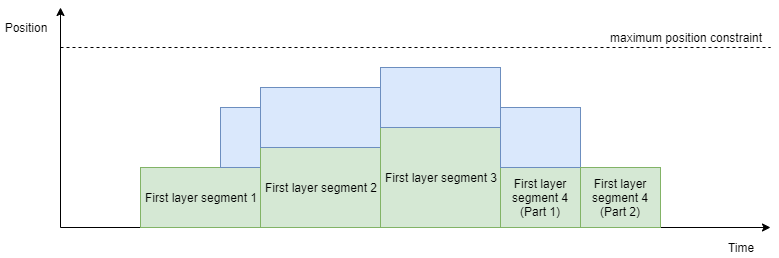 Position
maximum position constraint
First layer segment 1
First layer segment 2
First layer segment 3
First layer
segment 4
(Part 1)
First layer
segment 4
(Part 2)
Time